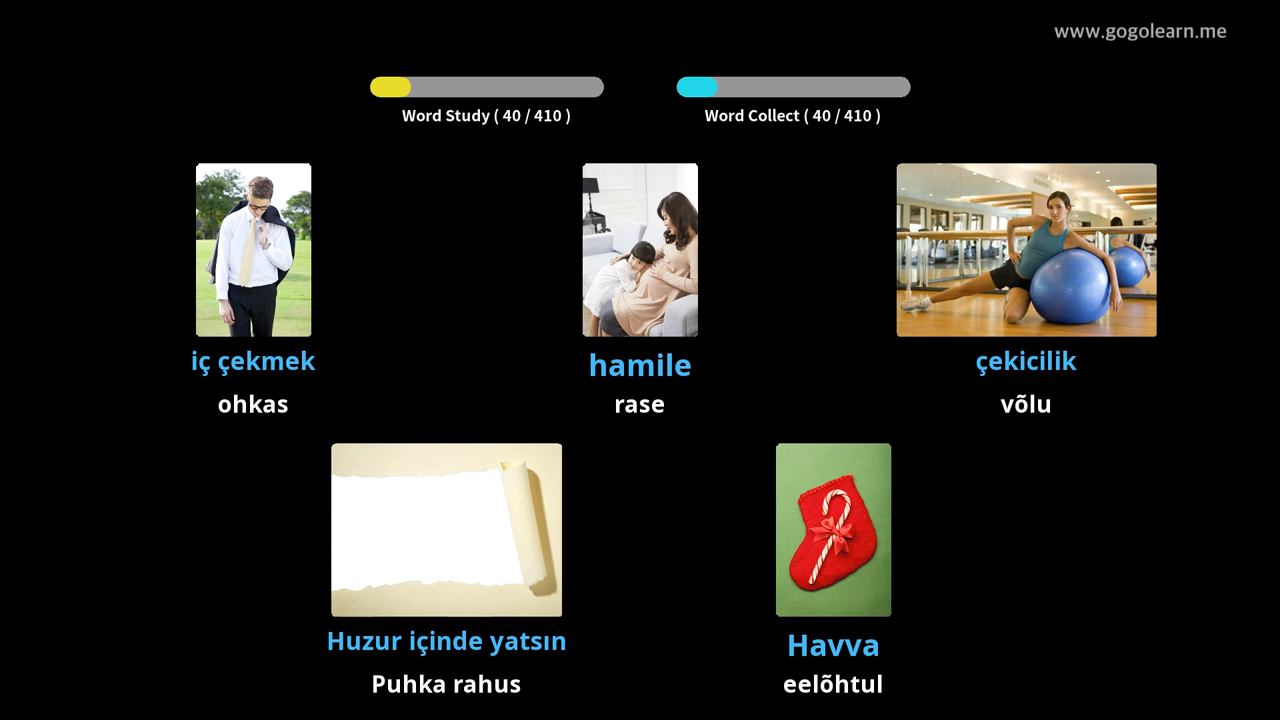 www.gogolearn.me
Word Study ( 40 / 410 )
Word Collect ( 40 / 410 )
iç çekmek
ohkas
hamile
rase
çekicilik
võlu
Huzur içinde yatsın
Puhka rahus
Havva
eelõhtul